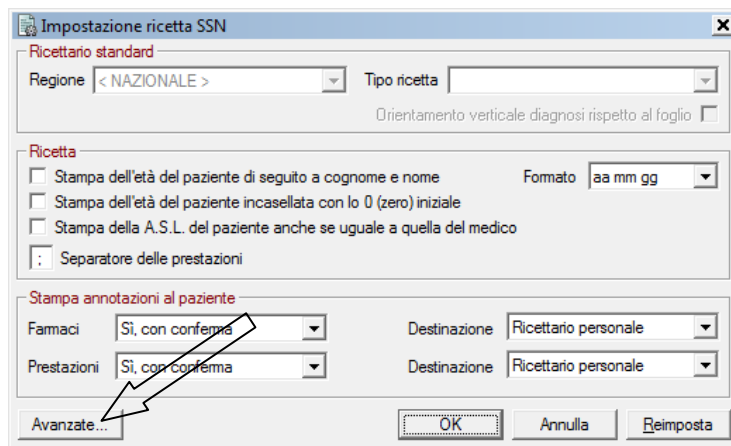 Impostazione ricetta SSN
Ricettario standard
Regione < NAZIONALE > Tipo ricetta
Orientamento verticale diagnosi rispetto al foglio
Ricetta
Stampa dell'età del paziente di seguito a cognome e nome Formato aa mm gg
Stampa dell'età del paziente incasellata con lo 0 (zero) iniziale
Stampa della A.S.L. del paziente anche se uguale a quella del medico
; Separatore delle prestazioni
Stampa annotazioni al paziente
Farmaci Sì, con conferma Destinazione Ricettario personale
Prestazioni Sì, con conferma Destinazione Ricettario personale
Avanzate... OK Annulla Reimposta